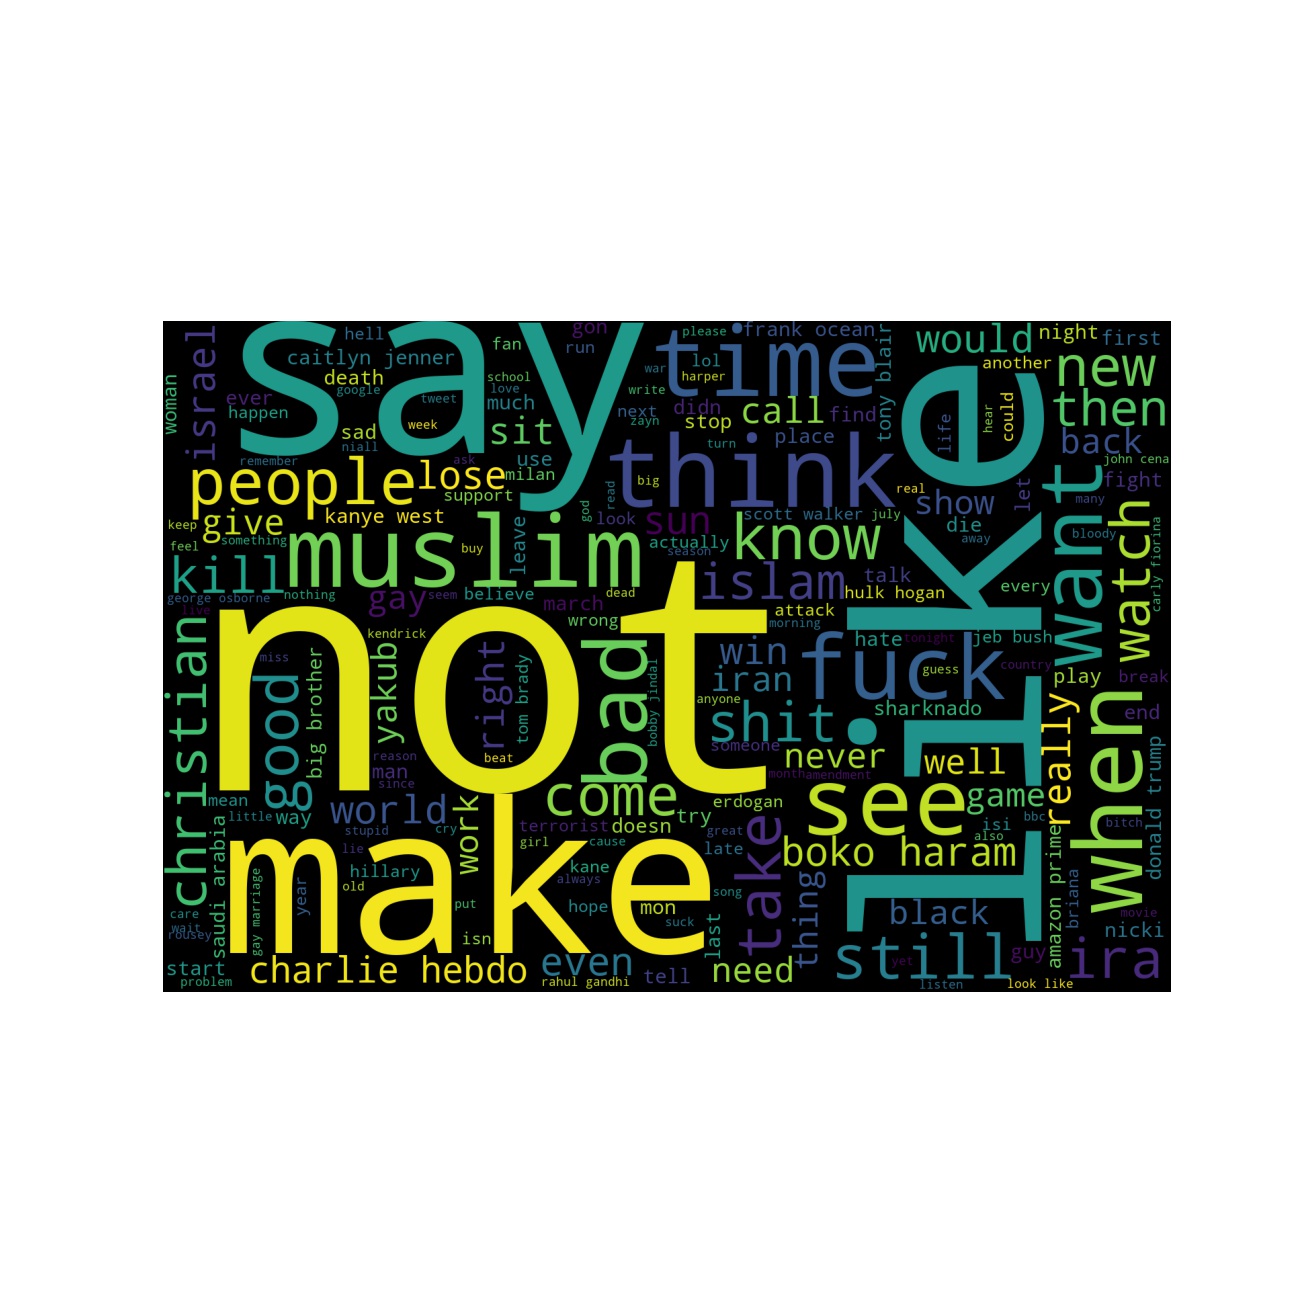 say
hell
gon
please
frank ocean
would
night
first
israel
caitlyn jenner
fan
run
time
another
new
death
google
school
lol
war
harper
tony blair
woman
ever
happen
tweet
love
much
write
next
didn
call
find
then
week
sad
niall
sit
zayn
stop
turn
place
life
hear
could
back
remember
ask
use
milan
think
john cena
people
lose
support
big
read
real
show
let
want
fight
many
keep
give
kanye west
god
look
sun
scott walker
july
die
away
bloody
carly fiorina
watch
feel
something
muslim
buy
leave
actually
season
know
like
kill
nothing
george osborne
live
gay
seem
believe
march
dead
islam
talk
hulk hogan
every
attack
morning
wrong
christian
not
kendrick
yakub
miss
big brother
good
right
tom brady
bad
bobby jindal
win
iran
anyone
fuck
hate
tonight
jeb bush
guess
country
play
break
shit
sharknado
someone
never
end
really
when
donald trump
reason
man
since
beat
month
amendment
well
mean
little
way
world
stupid
cry
work
come
try
erdogan
see
game
isi
bbc
also
bitch
saudi arabia
make
lie
terrorist
doesn
girl
cause
great
late
take
boko haram
amazon prime
hillary
old
year
gay marriage
kane
always
song
thing
black
briana
movie
care
wait
rousey
put
isn
hope
mon
suck
last
nicki
start
problem
charlie hebdo
even
rahul gandhi
tell
need
still
yet
guy
listen
look like
ira